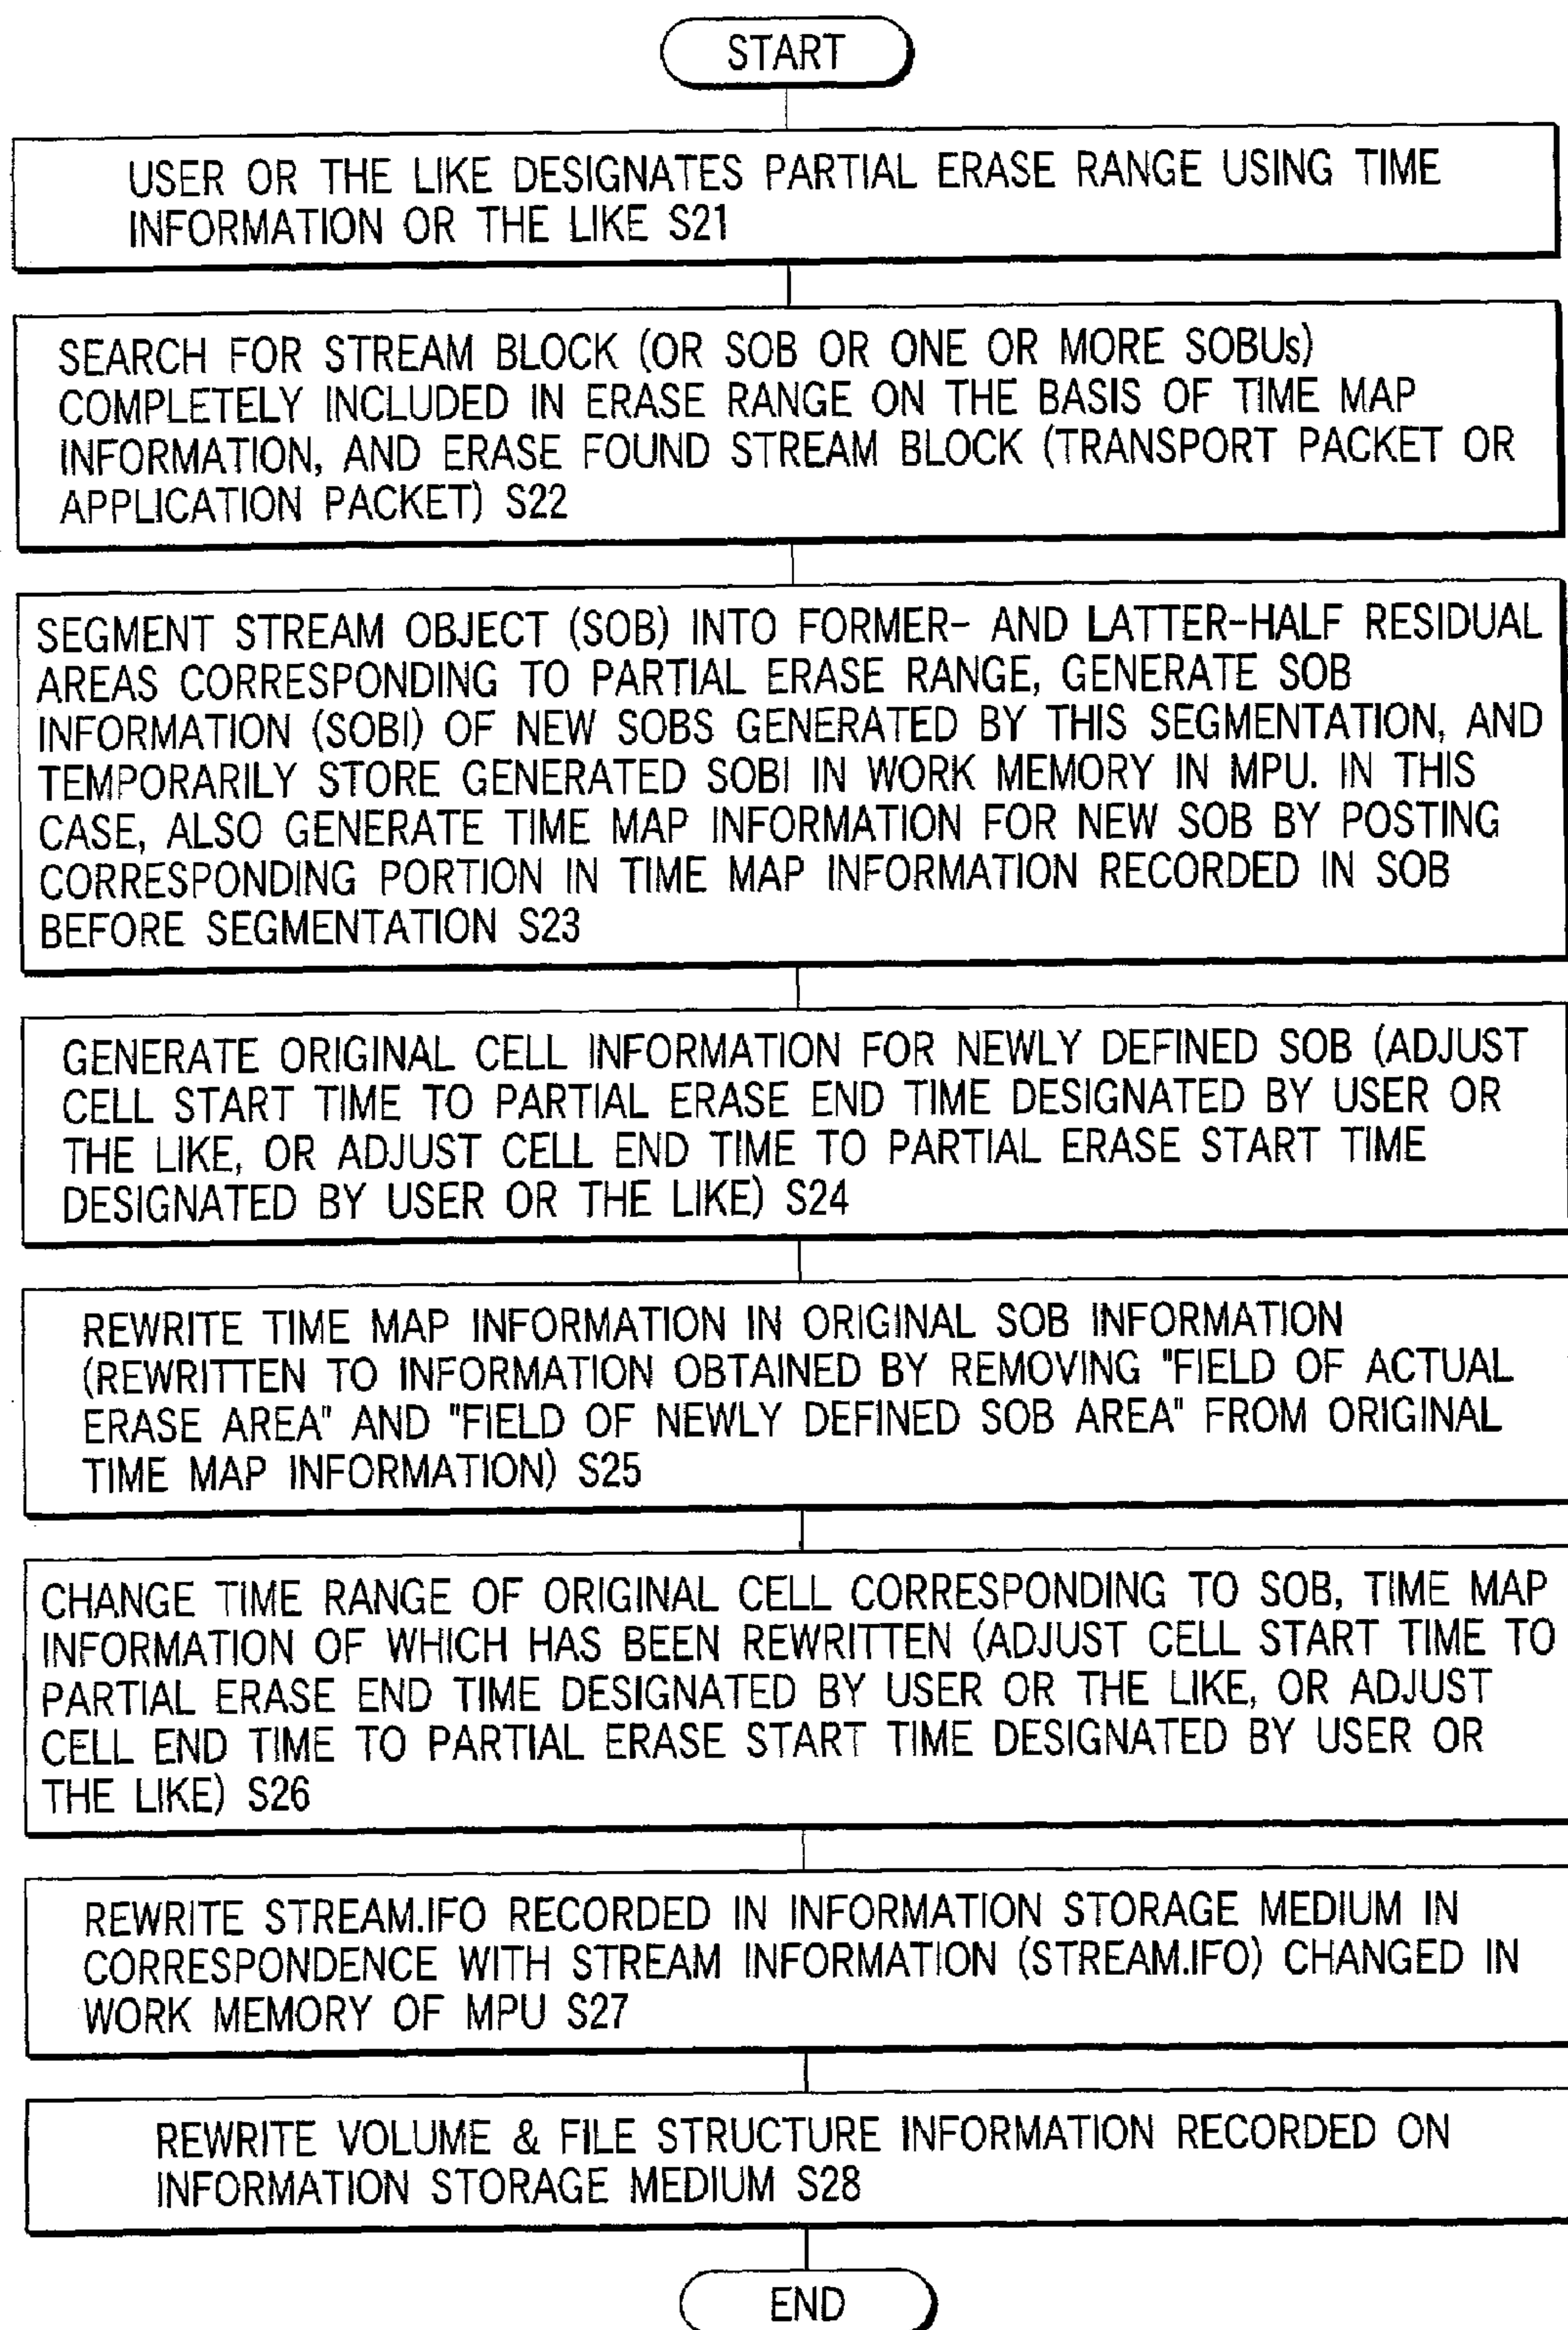 START
USER OR THE LIKE DESIGNATES PARTIAL ERASE RANGE USING TIME
INFORMATION OR THE LIKE S21
SEARCH FOR STREAM BLOCK (OR SOB OR ONE OR MORE SOBUs)
COMPLETELY INCLUDED IN ERASE RANGE ON THE BASIS OF TIME MAP
INFORMATION, AND ERASE FOUND STREAM BLOCK (TRANSPORT PACKET OR
APPLICATION PACKET) S22
SEGMENT STREAM OBJECT (SOB) INTO FORMER- AND LATTER-HALF RESIDUAL
AREAS CORRESPONDING TO PARTIAL ERASE RANGE, GENERATE SOB
INFORMATION (SOBI) OF NEW SOBS GENERATED BY THIS SEGMENTATION, AND
TEMPORARILY STORE GENERATED SOBI IN WORK MEMORY IN MPU. IN THIS
CASE, ALSO GENERATE TIME MAP INFORMATION FOR NEW SOB BY POSTING
CORRESPONDING PORTION IN TIME MAP INFORMATION RECORDED IN SOB
BEFORE SEGMENTATION S23
GENERATE ORIGINAL CELL INFORMATION FOR NEWLY DEFINED SOB (ADJUST
CELL START TIME TO PARTIAL ERASE END TIME DESIGNATED BY USER OR
THE LIKE, OR ADJUST CELL END TIME TO PARTIAL ERASE START TIME
DESIGNATED BY USER OR THE LIKE) S24
REWRITE TIME MAP INFORMATION IN ORIGINAL SOB INFORMATION
(REWRITTEN TO INFORMATION OBTAINED BY REMOVING "FIELD OF ACTUAL
ERASE AREA" AND "FIELD OF NEWLY DEFINED SOB AREA" FROM ORIGINAL
TIME MAP INFORMATION) S25
CHANGE TIME RANGE OF ORIGINAL CELL CORRESPONDING TO SOB, TIME MAP
INFORMATION OF WHICH HAS BEEN REWRITTEN (ADJUST CELL START TIME TO
PARTIAL ERASE END TIME DESIGNATED BY USER OR THE LIKE, OR ADJUST
CELL END TIME TO PARTIAL ERASE START TIME DESIGNATED BY USER OR
THE LIKE) S26
REWRITE STREAM.IFO RECORDED IN INFORMATION STORAGE MEDIUM IN
CORRESPONDENCE WITH STREAM INFORMATION (STREAM.IFO) CHANGED IN
WORK MEMORY OF MPU S27
REWRITE VOLUME & FILE STRUCTURE INFORMATION RECORDED ON
INFORMATION STORAGE MEDIUM S28
END